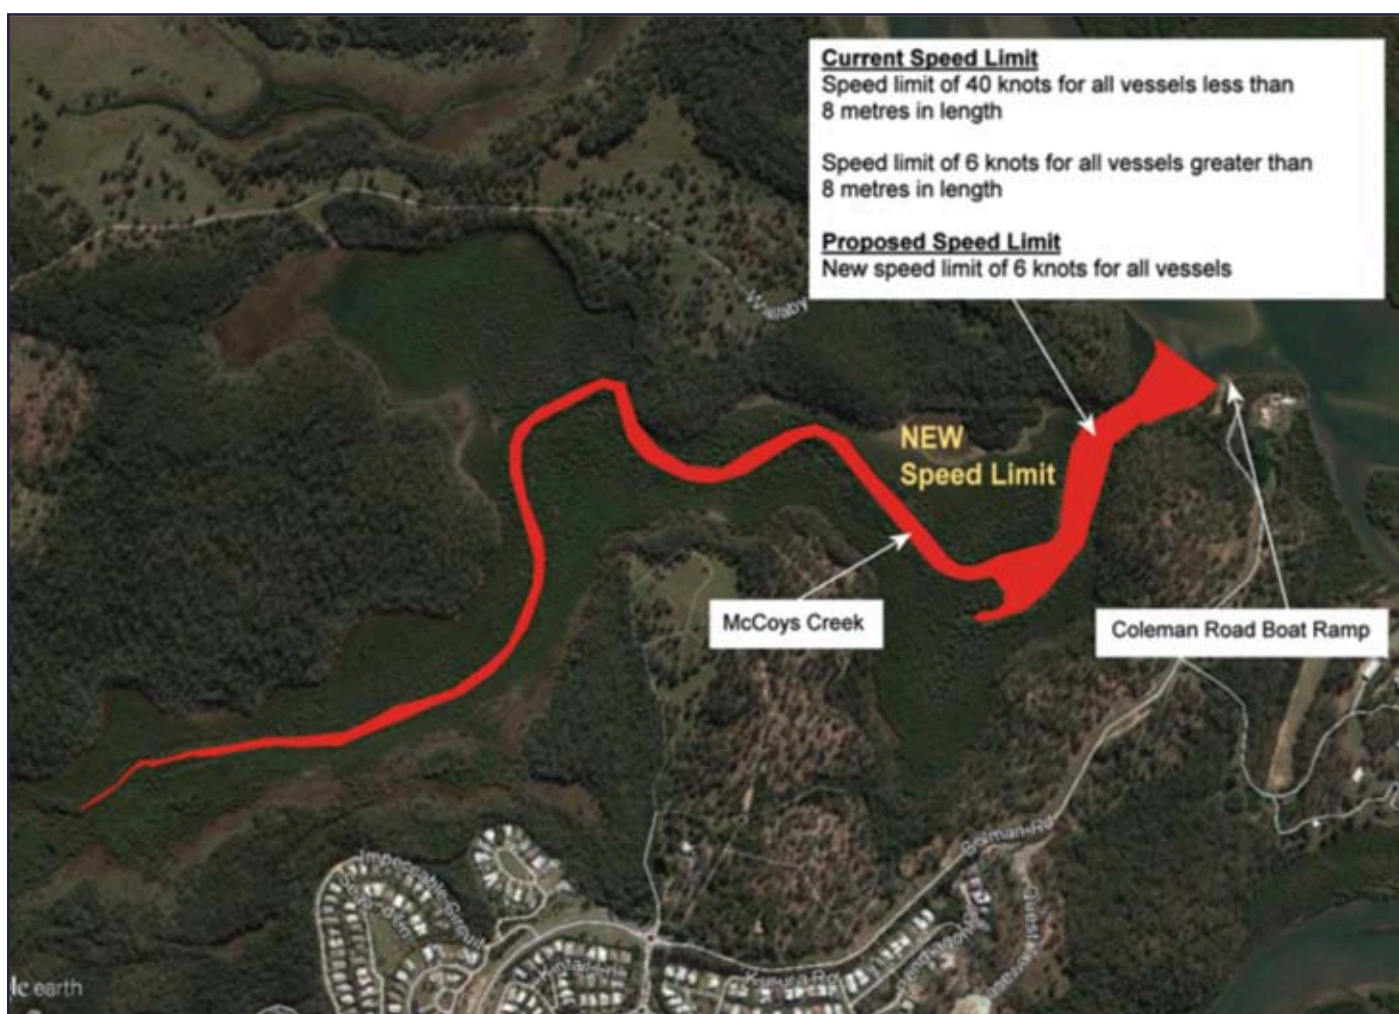 Current Speed Limit
Speed limit of 40 knots for all vessels less than
8 metres in length
Speed limit of 6 knots for all vessels greater than
8 metres in length
Proposed Speed Limit
New speed limit of 6 knots for all vessels
Wallaby
NEW
Speed Limit
McCoys Creek
Coleman Road Boat Ramp
Impeccable Circuit
Kimura Rd
earth